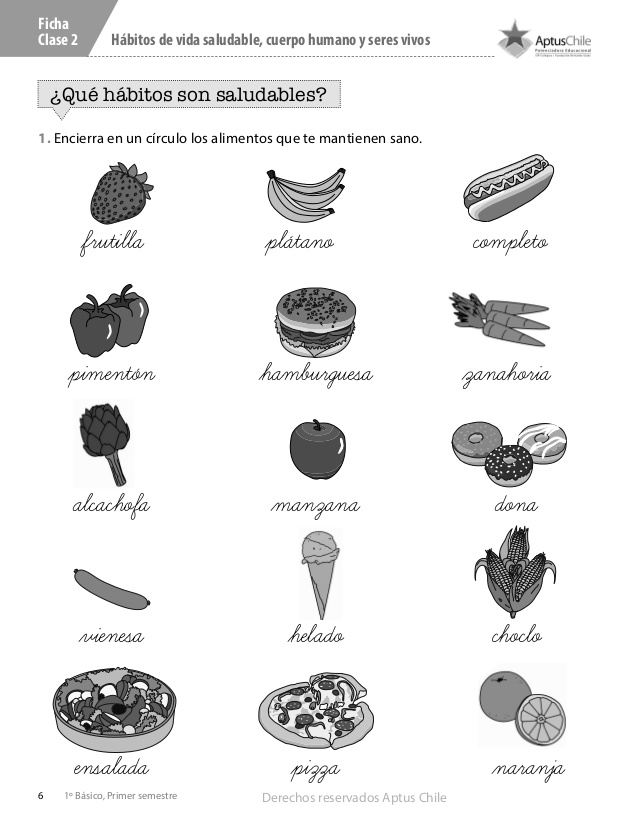 Ficha
Clase 2
Hábitos de vida saludable, cuerpo humano y seres vivos
AptusChile
Potenciadora Educacional
¿Qué hábitos son saludables?
1. Encierra en un círculo los alimentos que te mantienen sano.
frutilla plátano completo
pimentón hamburguesa zanahoria
alcachofa manzana dona
vienesa helado choclo
ensalada pizza naranja
6 1º Básico, Primer semestre Derechos reservados Aptus Chile